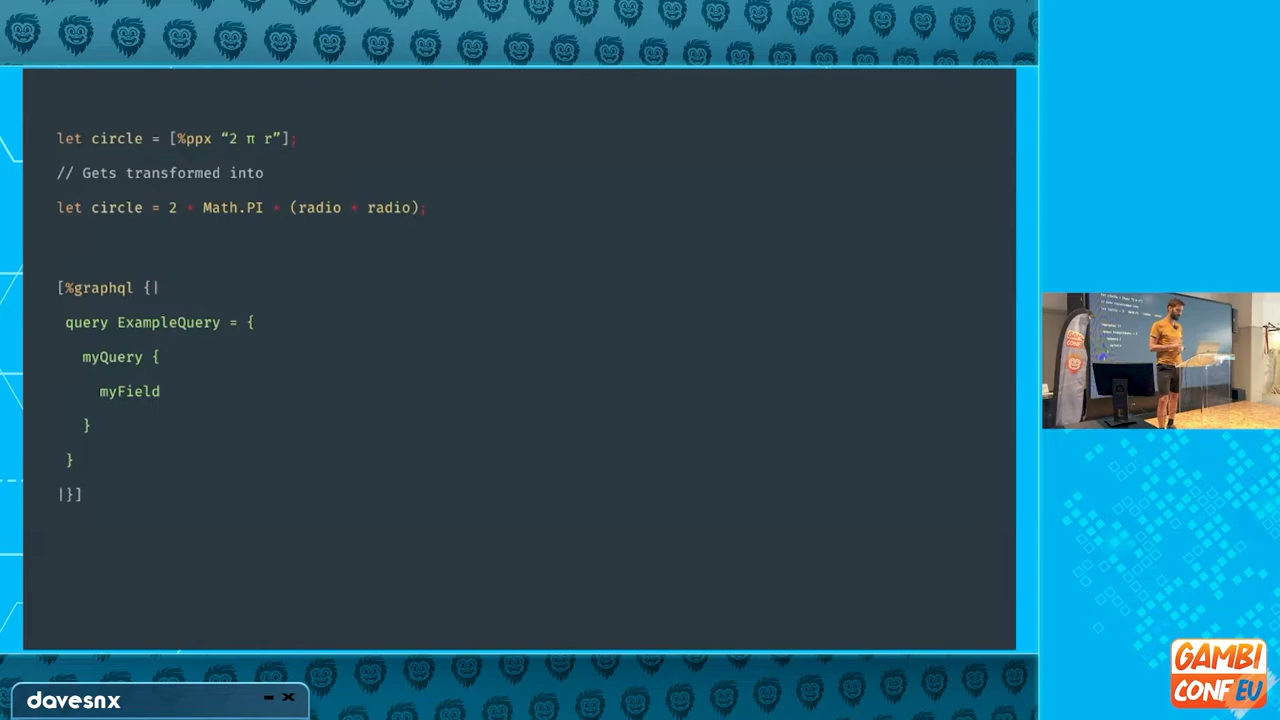 let circle = [%ppx “2 π r”];
// Gets transformed into
let circle = 2 * Math.PI * (radio * radio);
[%graphql {|
query ExampleQuery = {
myQuery {
myField
}
}
|}]
davesnx
GAMBI
CONF EU